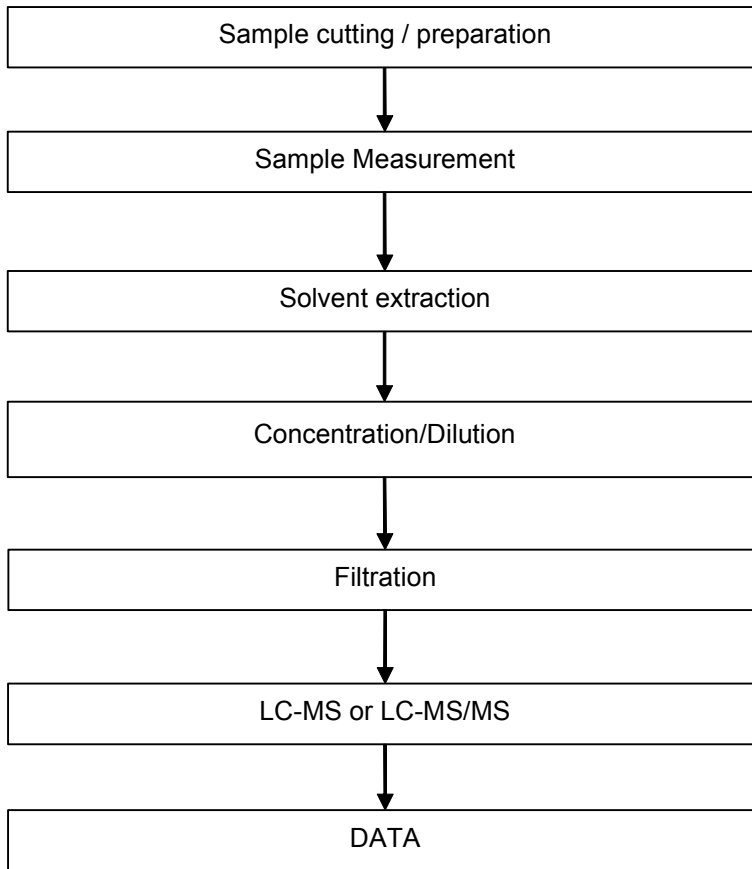 Sample cutting / preparation
Sample Measurement
Solvent extraction
Concentration/Dilution
Filtration
LC-MS or LC-MS/MS
DATA